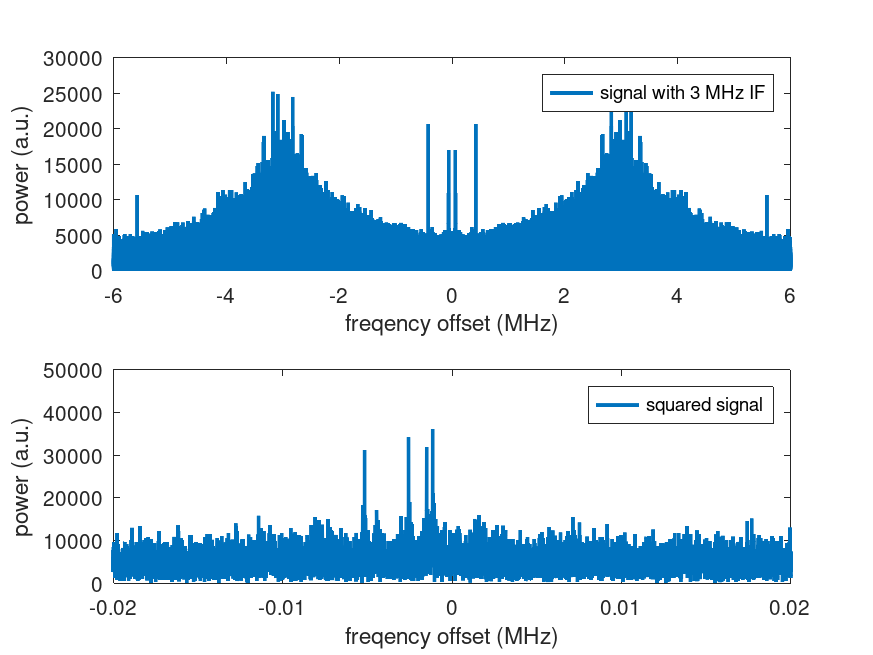 30000
25000
20000
15000
10000
5000
0
power (a.u.)
signal with 3 MHz IF
-6 -4 -2 0 2 4 6
freqency offset (MHz)
50000
40000
30000
20000
10000
0
power (a.u.)
squared signal
-0.02 -0.01 0 0.01 0.02
freqency offset (MHz)